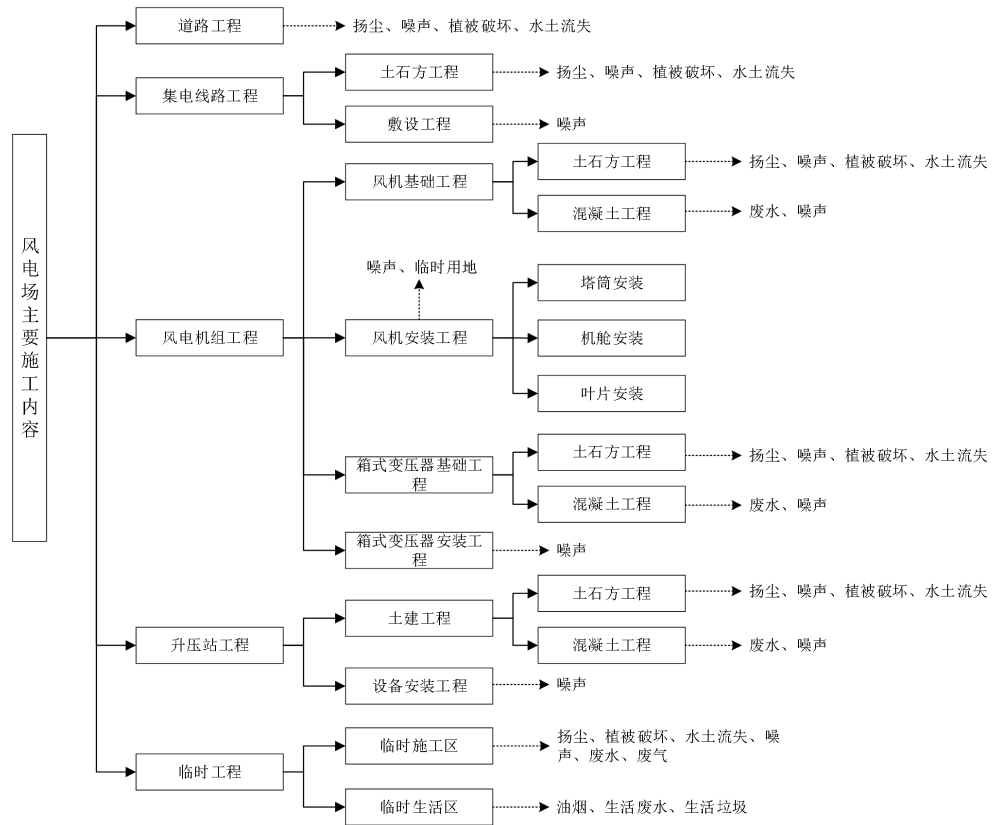 道路工程
扬尘、噪声、植被破坏、水土流失
集电线路工程
土石方工程
扬尘、噪声、植被破坏、水土流失
敷设工程
噪声
风电场主要施工内容
风电机组工程
风机基础工程
土石方工程
扬尘、噪声、植被破坏、水土流失
混凝土工程
废水、噪声
噪声、临时用地
风机安装工程
塔筒安装
机舱安装
叶片安装
箱式变压器基础工
程
土石方工程
扬尘、噪声、植被破坏、水土流失
混凝土工程
废水、噪声
箱式变压器安装工
程
噪声
升压站工程
土建工程
土石方工程
扬尘、噪声、植被破坏、水土流失
混凝土工程
废水、噪声
设备安装工程
噪声
临时工程
临时施工区
扬尘、植被破坏、水土流失、噪
声、废水、废气
临时生活区
油烟、生活废水、生活垃圾